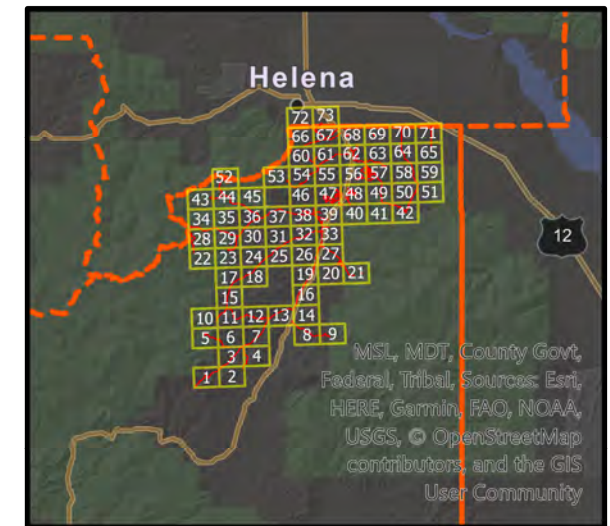 Helena
72 73
66 67 68 69 70 71
60 61 62 63 64 65
52 53 54 55 56 57 58 59
43 44 45 46 47 48 49 50 51
34 35 36 37 38 39 40 41 42
28 29 30 31 32 33
22 23 24 25 26 27
17 18 19 20 21
15 16
10 11 12 13 14
5 6 7 8 9
3 4
1 2
12
MSL, MDT, County Govt,
Federal, Tribal, Sources: Esri,
HERE, Garmin, FAO, NOAA,
USGS, © OpenStreetMap
contributors, and the GIS
User Community